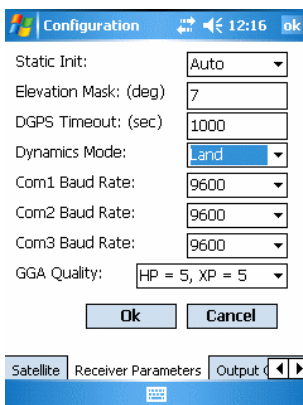 Configuration 12:16 ok
Static Init: Auto
Elevation Mask: (deg) 7
DGPS Timeout: (sec) 1000
Dynamics Mode: Land
Com1 Baud Rate: 9600
Com2 Baud Rate: 9600
Com3 Baud Rate: 9600
GGA Quality: HP = 5, XP = 5
Ok Cancel
Satellite Receiver Parameters Output